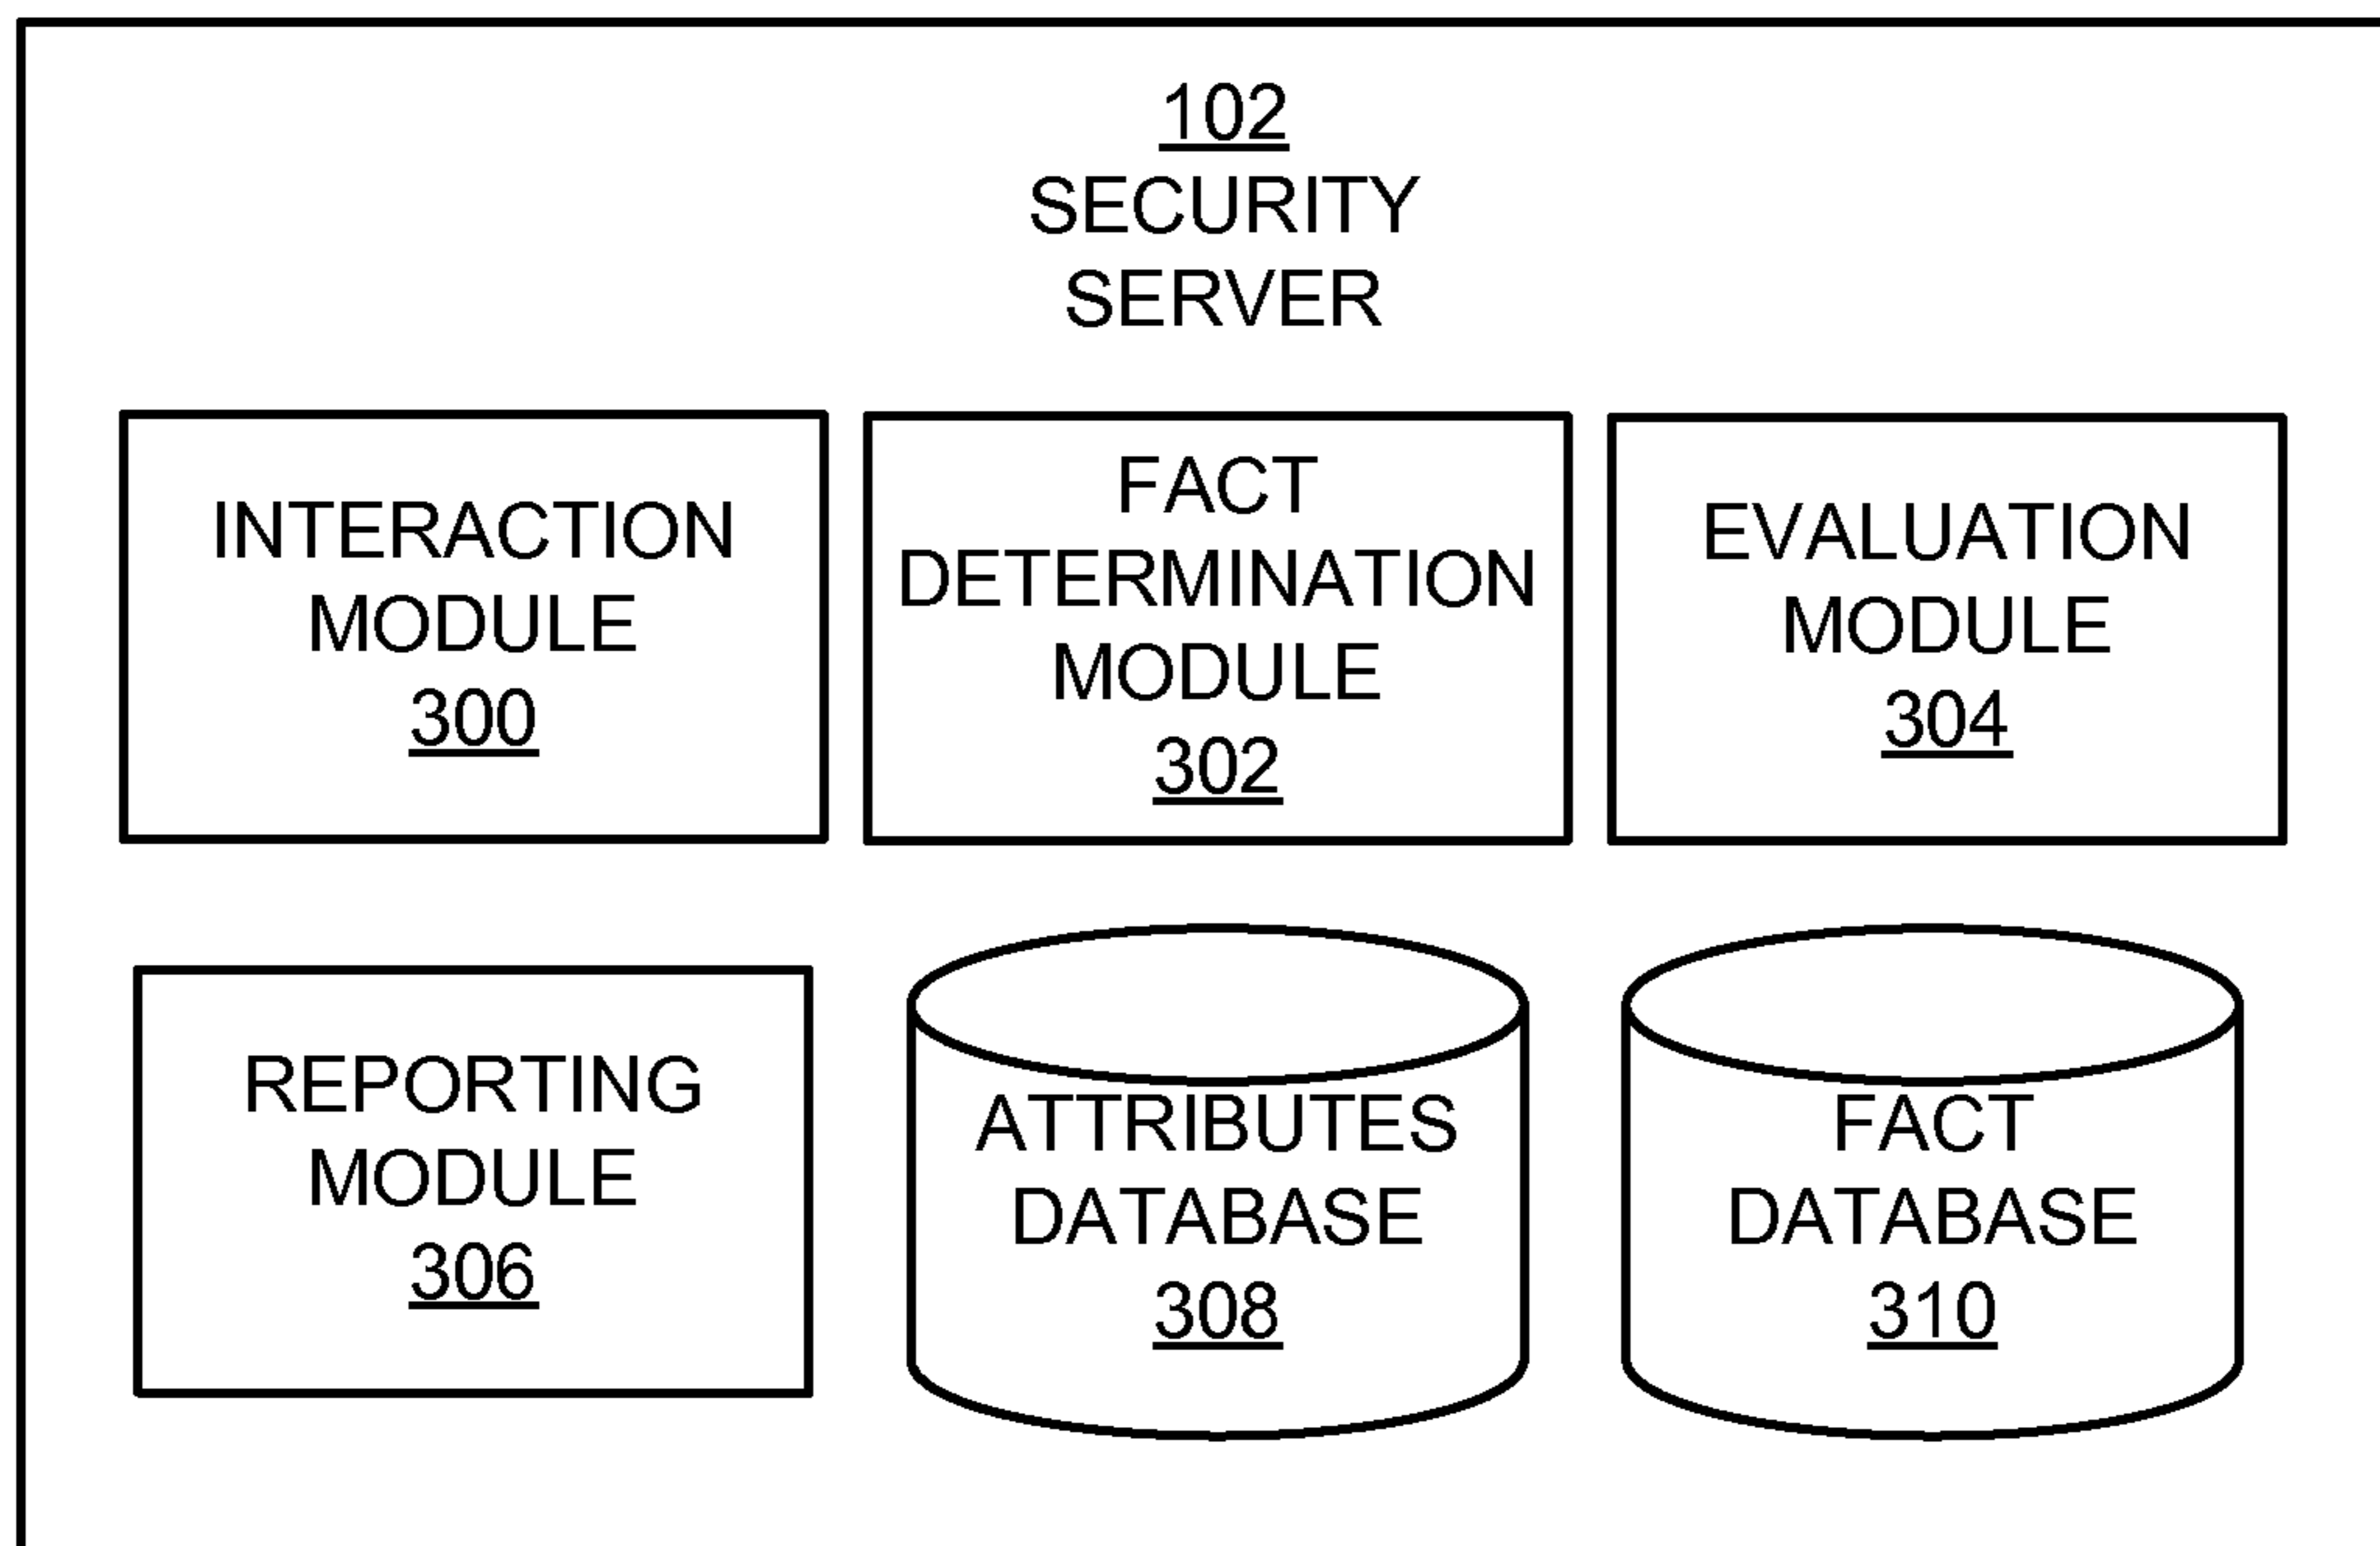 102
SECURITY
SERVER
INTERACTION
MODULE
300
FACT
DETERMINATION
MODULE
302
EVALUATION
MODULE
304
REPORTING
MODULE
306
ATTRIBUTES
DATABASE
308
FACT
DATABASE
310